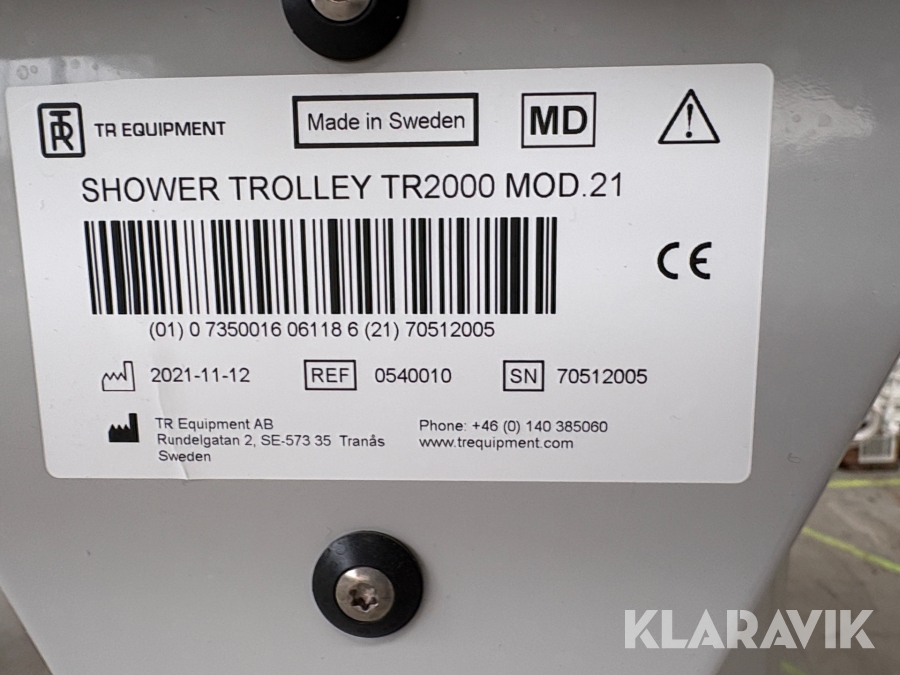 TR EQUIPMENT
Made in Sweden
MD
SHOWER TROLLEY TR2000 MOD.21
CE
(01) 0 7350016 06118 6 (21) 70512005
2021-11-12
REF 0540010
SN 70512005
TR Equipment AB
Rundelgatan 2, SE-573 35 Tranås
Sweden
Phone: +46 (0) 140 385060
www.trequipment.com
KLARAVIK